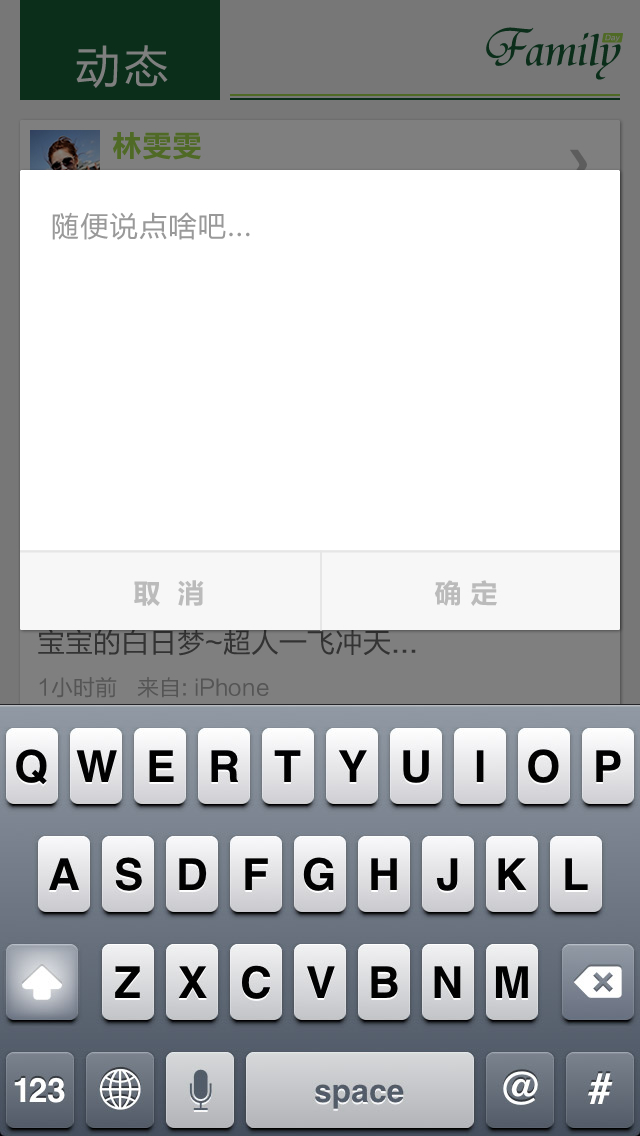 动态
Family Day
林雯雯
随便说点啥吧...
取 消
确 定
宝宝的白日梦~超人一飞冲天...
1小时前 来自: iPhone
Q W E R T Y U I O P
A S D F G H J K L
Z X C V B N M
123 space @ #